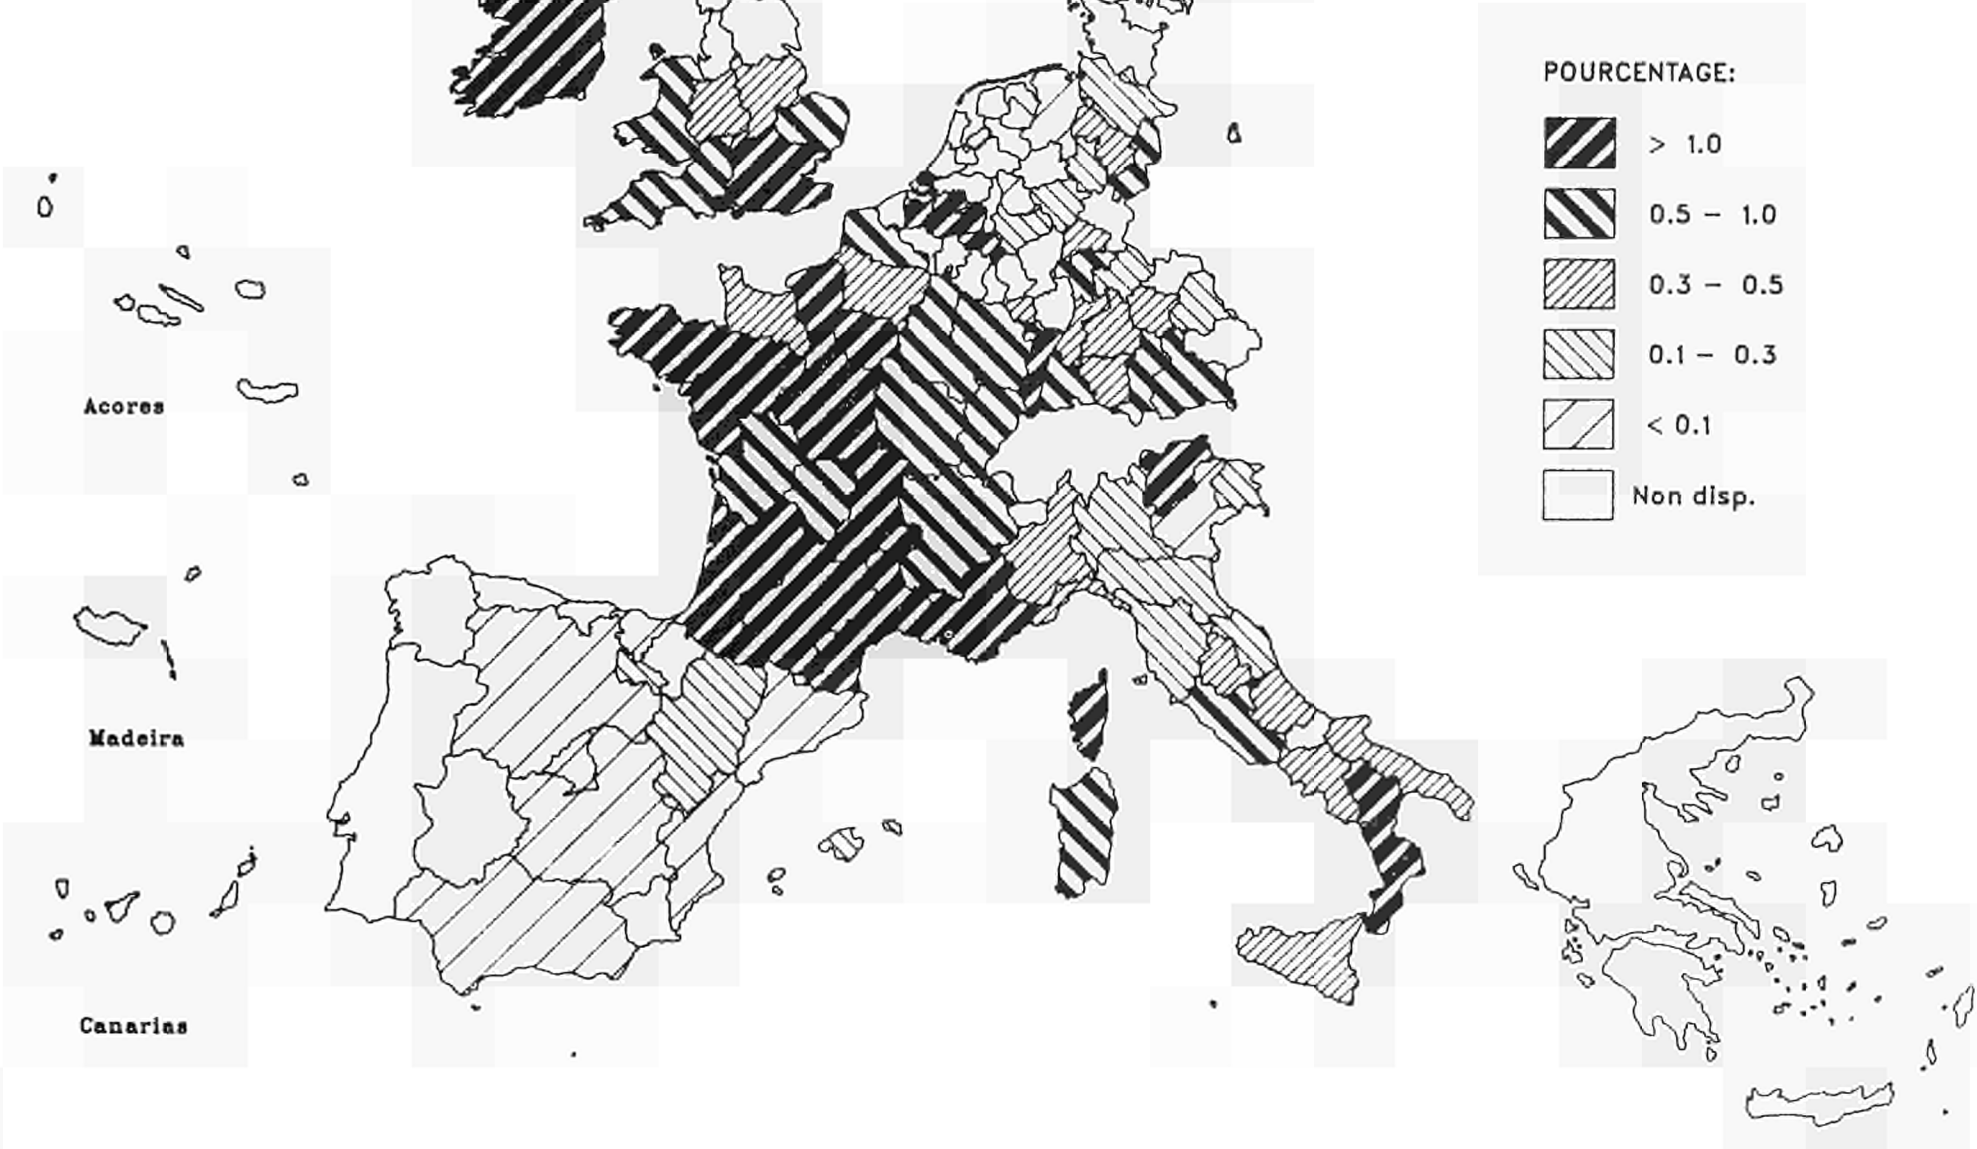 POURCENTAGE:
> 1.0
0.5 – 1.0
0.3 – 0.5
0.1 – 0.3
< 0.1
Non disp.
Acores
Madeira
Canarias